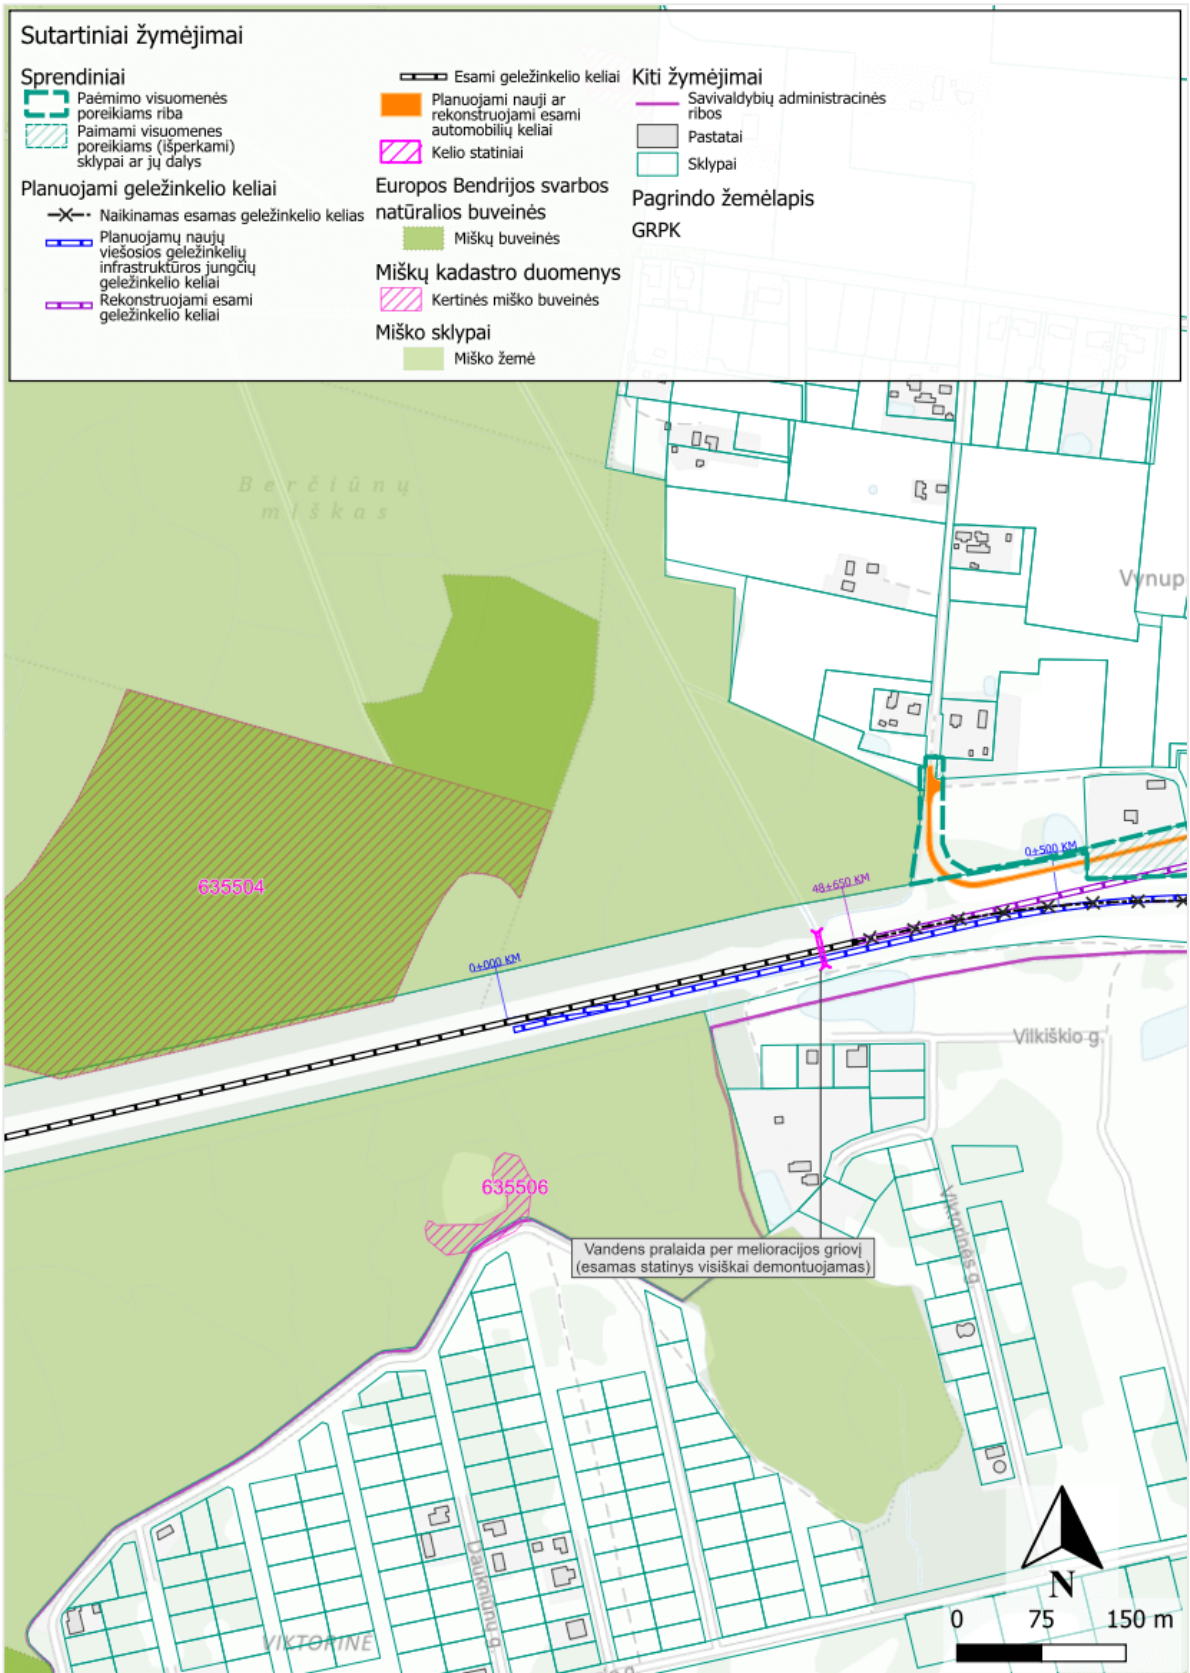 Sutartiniai žymėjimai
Sprendiniai
Paėmimo visuomenės
poreikiams riba
Paimami visuomenes
poreikiams (išperkami)
sklypai ar jų dalys
Planuojami geležinkelio keliai
Naikinamas esamas geležinkelio kelias
Planuojamų naujų
viešosios geležinkelių
infrastruktūros jungčių
geležinkelio keliai
Rekonstruojami esami
geležinkelio keliai
Esami geležinkelio keliai
Planuojami nauji ar
rekonstruojami esami
automobilių keliai
Kelio statiniai
Europos Bendrijos svarbos
natūralios buveinės
Miškų buveinės
Miškų kadastro duomenys
Kertinės miško buveinės
Miško sklypai
Miško žemė
Kiti žymėjimai
Savivaldybių administracinės
ribos
Pastatai
Sklypai
Pagrindo žemėlapis
GRPK
Berčiūnų
miškas
Vynup
635504
0+500 KM
48+650 KM
0+000 KM
Vilkiškio g.
635506
Viktorinės g.
Vandens pralaida per melioracijos griovį
(esamas statinys visiškai demontuojamas)
Daukniūnų g.
VIKTORINĖ
N
0 75 150 m